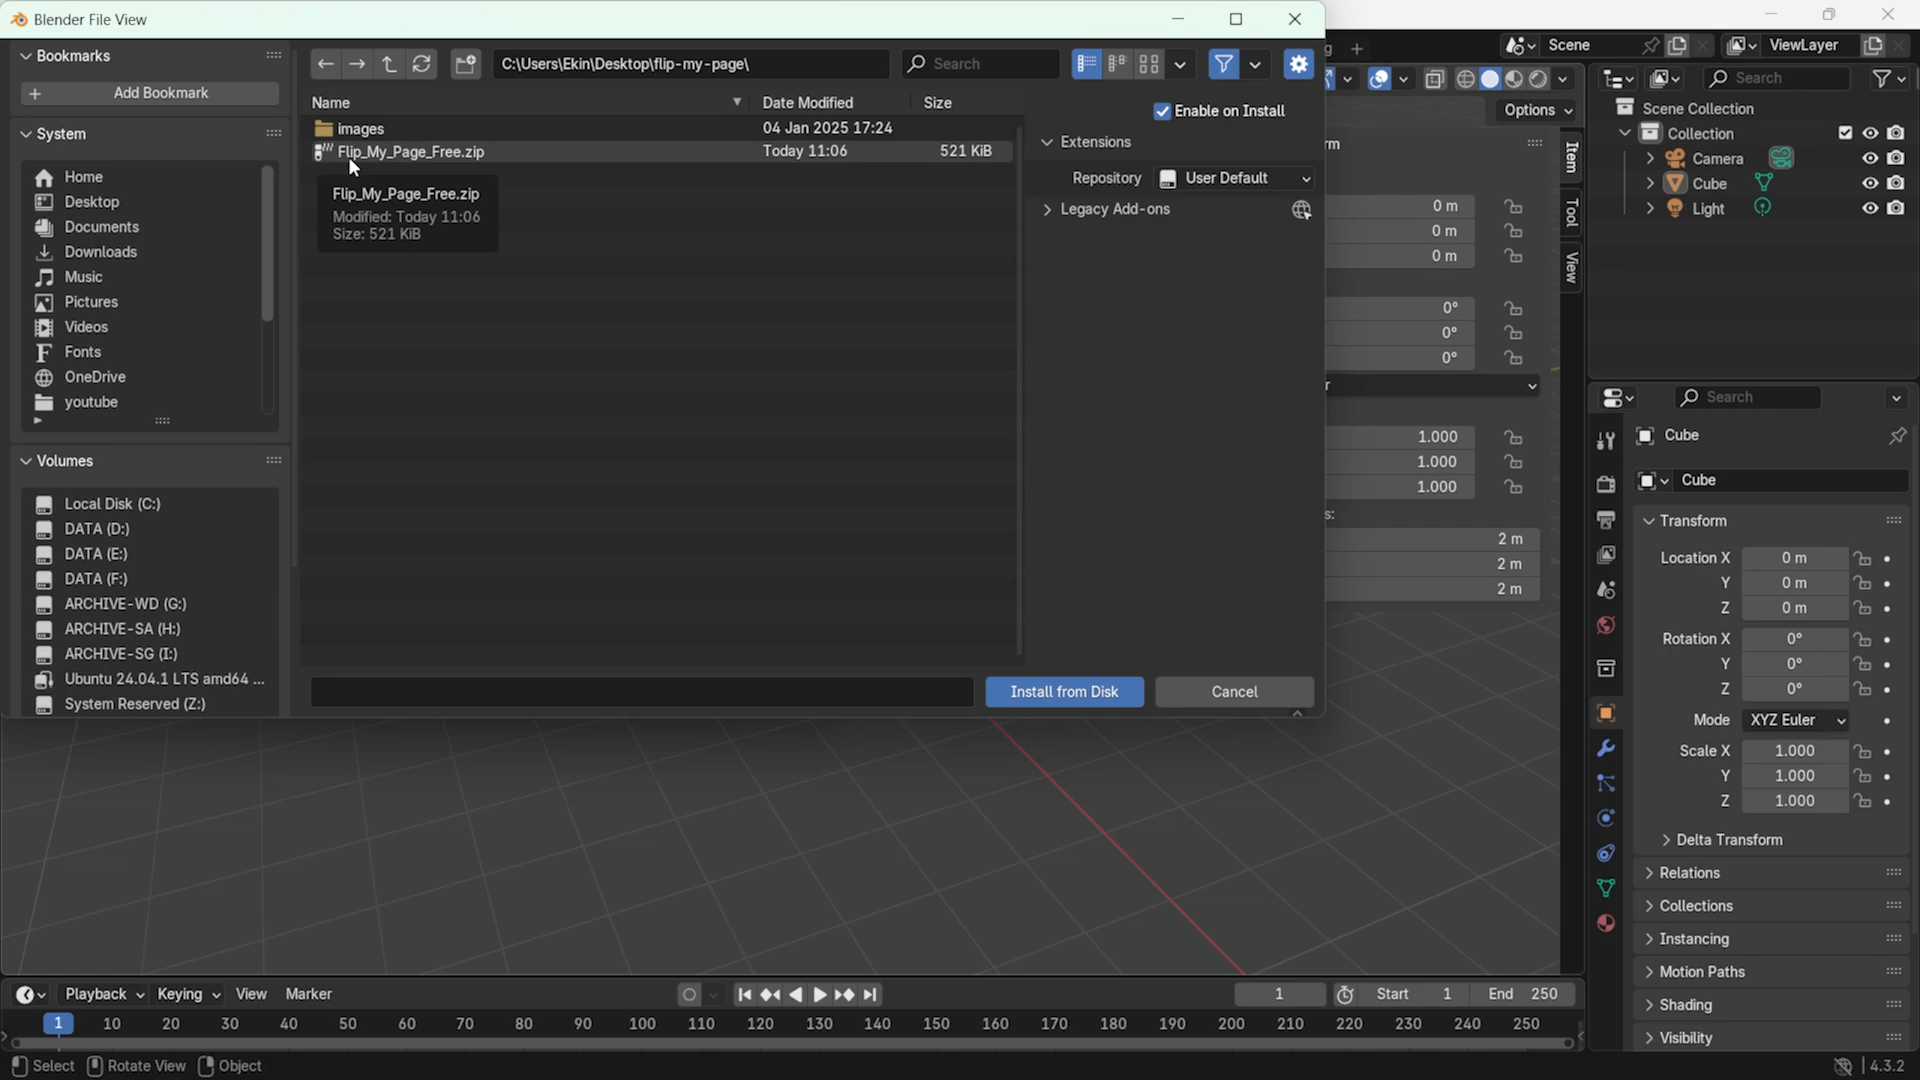 Blender File View
Bookmarks
Add Bookmark
System
Home
Desktop
Documents
Downloads
Music
Pictures
Videos
Fonts
OneDrive
youtube
Volumes
Local Disk (C:)
DATA (D:)
DATA (E:)
DATA (F:)
ARCHIVE-WD (G:)
ARCHIVE-SA (H:)
ARCHIVE-SG (I:)
Ubuntu 24.04.1 LTS amd64 ...
System Reserved (Z:)
C:\Users\Ekin\Desktop\flip-my-page\
Search
Name Date Modified Size
images 04 Jan 2025 17:24
Flip_My_Page_Free.zip Today 11:06 521 KiB
Flip_My_Page_Free.zip
Modified: Today 11:06
Size: 521 KiB
Enable on Install
Extensions
Repository User Default
Legacy Add-ons
Install from Disk Cancel
Scene ViewLayer
Options
rm
0 m
0 m
0 m
0°
0°
0°
r
1.000
1.000
1.000
s:
2 m
2 m
2 m
Item
Tool
View
Search
Scene Collection
Collection
Camera
Cube
Light
Search
Cube
Cube
Transform
Location X 0 m
Y 0 m
Z 0 m
Rotation X 0°
Y 0°
Z 0°
Mode XYZ Euler
Scale X 1.000
Y 1.000
Z 1.000
Delta Transform
Relations
Collections
Instancing
Motion Paths
Shading
Visibility
Playback Keying View Marker 1 Start 1 End 250
1 10 20 30 40 50 60 70 80 90 100 110 120 130 140 150 160 170 180 190 200 210 220 230 240 250
Select Rotate View Object 4.3.2